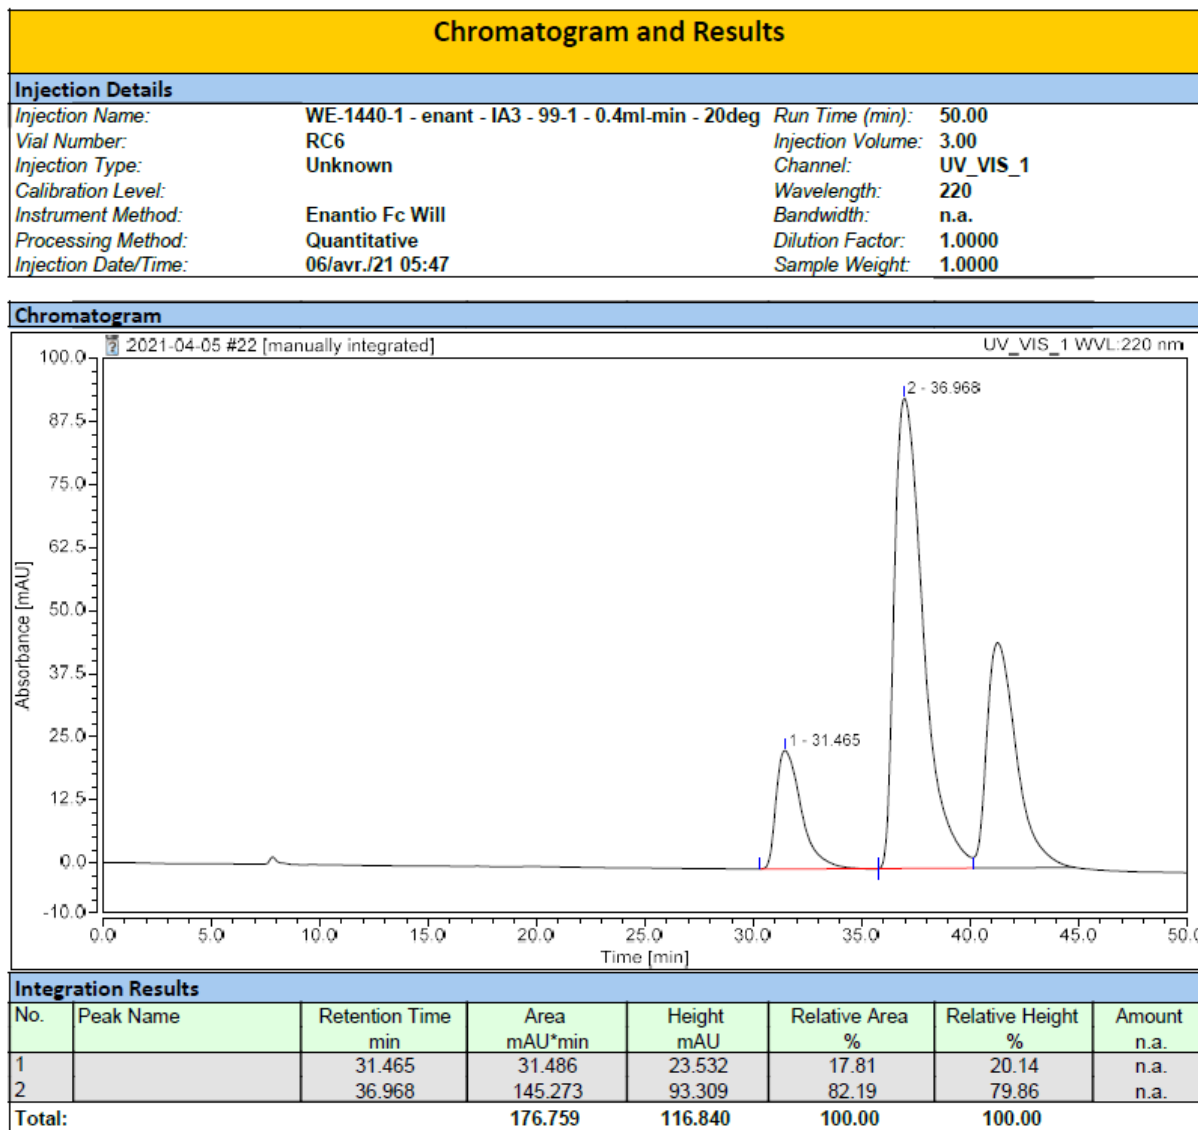 Chromatogram and Results
Injection Details
Injection Name: WE-1440-1 - enant - IA3 - 99-1 - 0.4ml-min - 20deg Run Time (min): 50.00
Vial Number: RC6 Injection Volume: 3.00
Injection Type: Unknown Channel: UV_VIS_1
Calibration Level: Wavelength: 220
Instrument Method: Enantio Fc Will Bandwidth: n.a.
Processing Method: Quantitative Dilution Factor: 1.0000
Injection Date/Time: 06/avr./21 05:47 Sample Weight: 1.0000
Chromatogram
2021-04-05 #22 [manually integrated] UV_VIS_1 WVL:220 nm
100.0
2 - 36.968
87.5
75.0
62.5
50.0
Absorbance [mAU]
37.5
25.0
1 - 31.465
12.5
0.0
-10.0
0.0 5.0 10.0 15.0 20.0 25.0 30.0 35.0 40.0 45.0 50.0
Time [min]
Integration Results
No. Peak Name Retention Time Area Height Relative Area Relative Height Amount
min mAU*min mAU % % n.a.
1 31.465 31.486 23.532 17.81 20.14 n.a.
2 36.968 145.273 93.309 82.19 79.86 n.a.
Total: 176.759 116.840 100.00 100.00